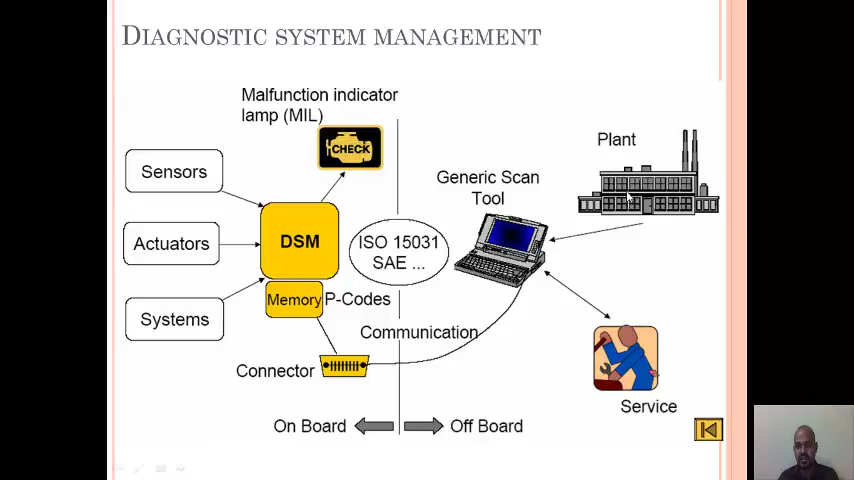 DIAGNOSTIC SYSTEM MANAGEMENT
Malfunction indicator
lamp (MIL)
CHECK
Plant
Sensors
Generic Scan
Tool
Actuators
DSM
ISO 15031
SAE ...
Memory
P-Codes
Systems
Communication
Connector
Service
On Board
Off Board